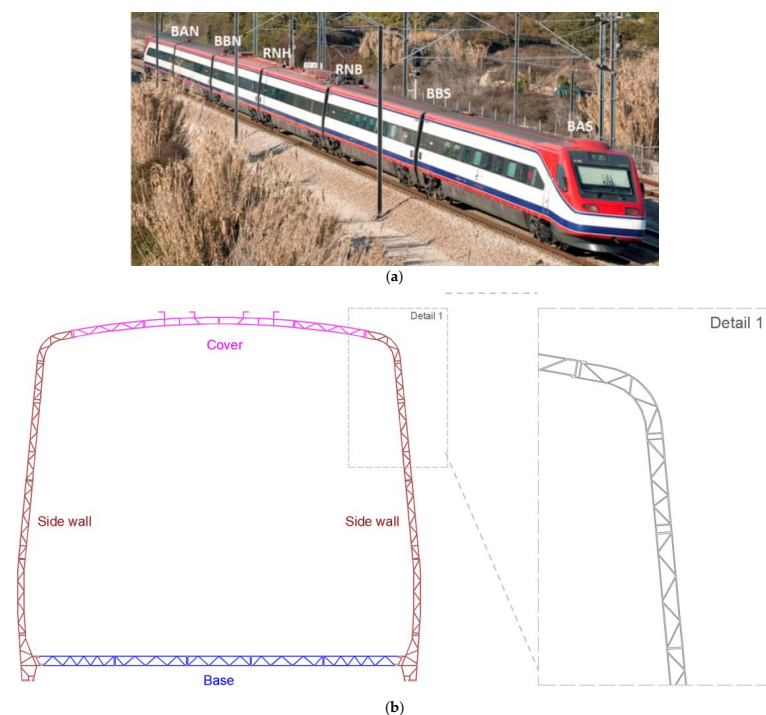 BAN
BBN
RNH
RNB
BBS
BAS
(a)
Detail 1
Detail 1
Cover
Side wall
Side wall
Base
(b)